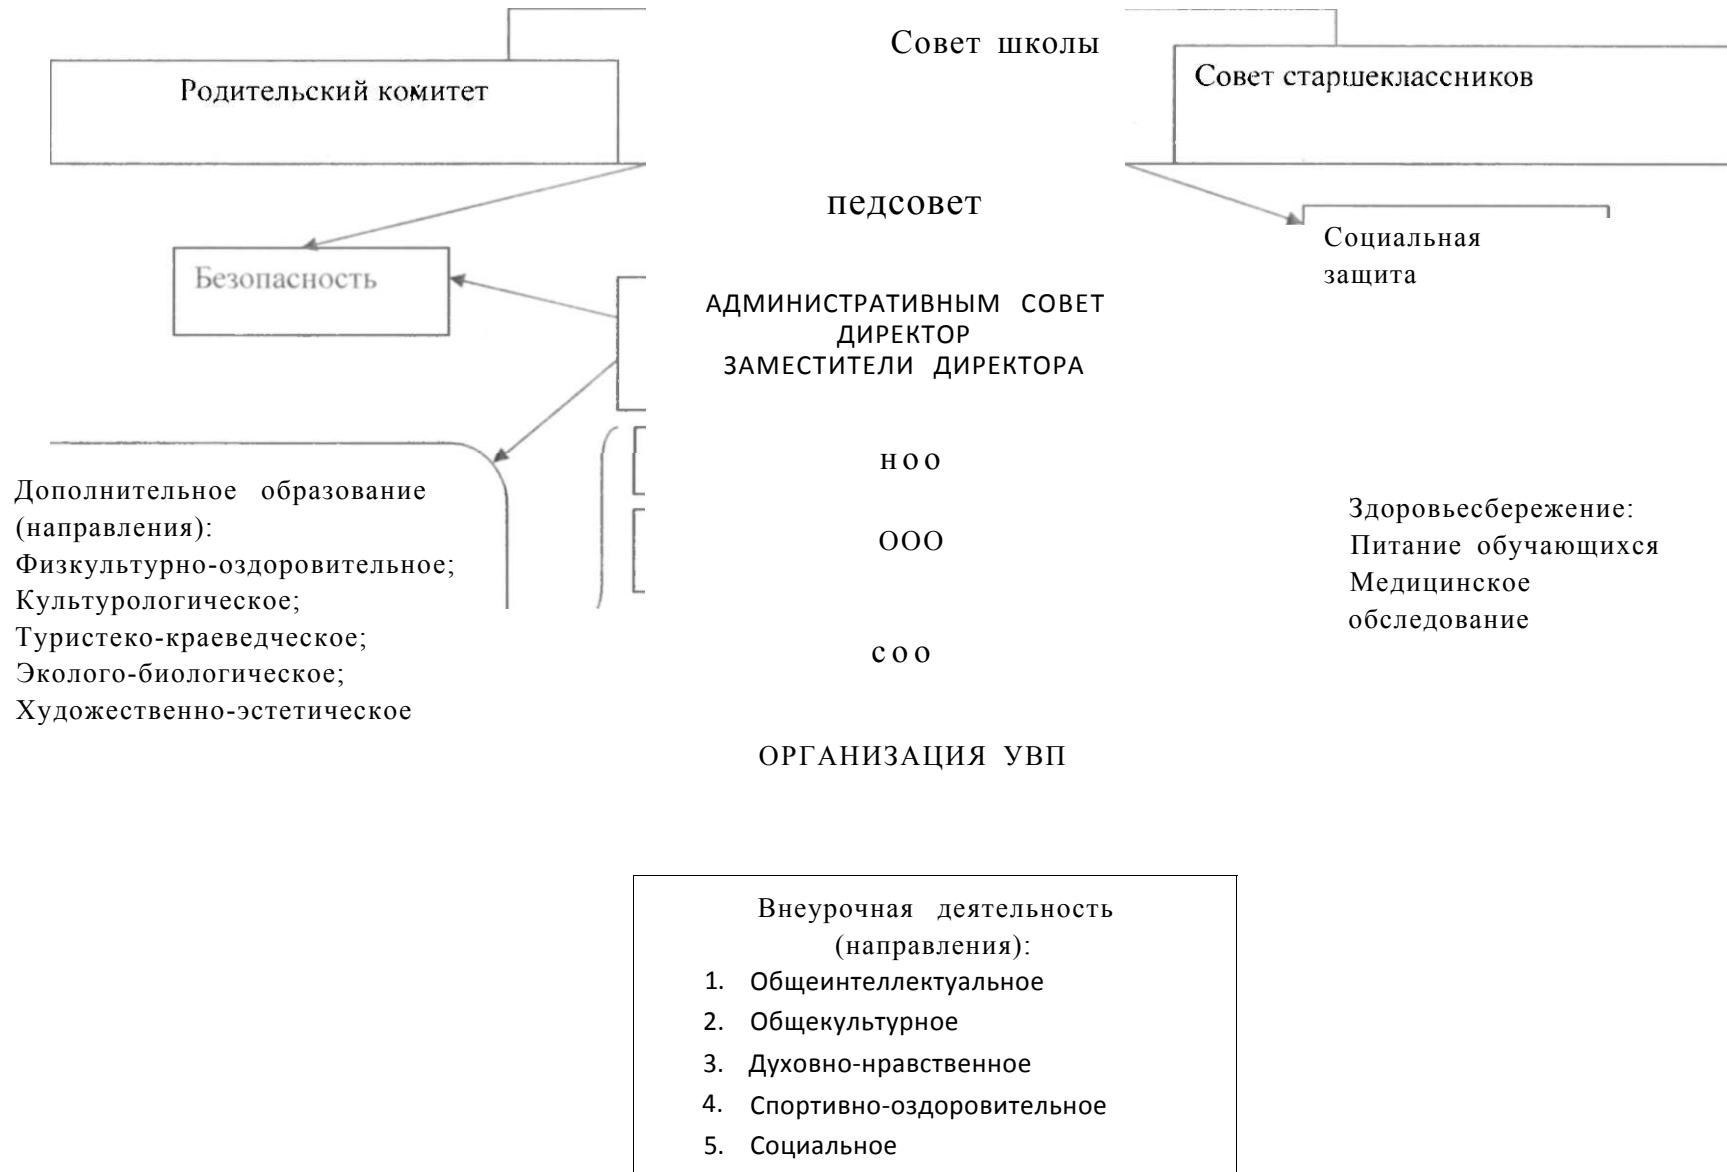 Совет школы
Родительский комитет
Совет старшеклассников
педсовет
Социальная
защита
Безопасность
АДМИНИСТРАТИВНЫМ СОВЕТ
ДИРЕКТОР
ЗАМЕСТИТЕЛИ ДИРЕКТОРА
ноо
ООО
соо
Дополнительное образование
(направления):
Физкультурно-оздоровительное;
Культурологическое;
Туристеко-краеведческое;
Эколого-биологическое;
Художественно-эстетическое
Здоровьесбережение:
Питание обучающихся
Медицинское
обследование
ОРГАНИЗАЦИЯ УВП
Внеурочная деятельность
(направления):
1. Общеинтеллектуальное
2. Общекультурное
3. Духовно-нравственное
4. Спортивно-оздоровительное
5. Социальное